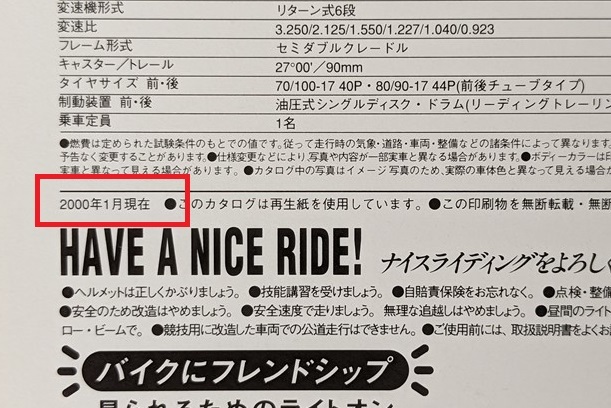 変速機形式 リターン式6段
変速比 3.250/2.125/1.550/1.227/1.040/0.923
フレーム形式 セミダブルクレードル
キャスター/トレール 27°00′/90mm
タイヤサイズ 前・後 70/100-17 40P・80/90-17 44P(前後チューブタイプ)
制動装置 前・後 油圧式シングルディスク・ドラム(リーディングトレーリン
乗車定員 1名
●燃費は定められた試験条件のもとでの値です。従って走行時の気象・道路・車両・整備などの諸条件によって異なります。
予告なく変更することがあります。●仕様変更などにより、写真や内容が一部実車と異なる場合があります。●ボディーカラーは印
実車と異なって見える場合があります。●カタログ中の写真はイメージ写真のため、実際の車体色と異なって見える場合が
2000年1月現在 ●このカタログは再生紙を使用しています。●この印刷物を無断転載・無断
HAVE A NICE RIDE! ナイスライディングをよろしく
●ヘルメットは正しくかぶりましょう。●技能講習を受けましょう。●自賠責保険をお忘れなく。●点検・整備
●安全のため改造はやめましょう。●安全速度で走りましょう。無理な追越しはやめましょう。●昼間のライト
ロー・ビームで。●競技用に改造した車両での公道走行はできません。●ご使用前には、取扱説明書をよくお
バイクにフレンドシップ
見られるためのライトオン